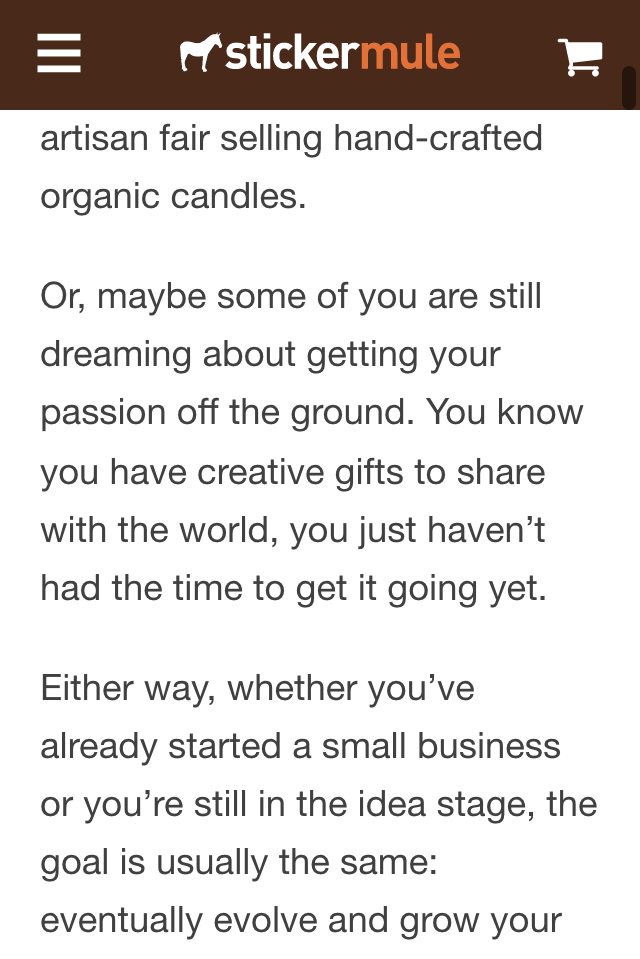 stickermule
artisan fair selling hand-crafted
organic candles.
Or, maybe some of you are still
dreaming about getting your
passion off the ground. You know
you have creative gifts to share
with the world, you just haven’t
had the time to get it going yet.
Either way, whether you’ve
already started a small business
or you’re still in the idea stage, the
goal is usually the same:
eventually evolve and grow your